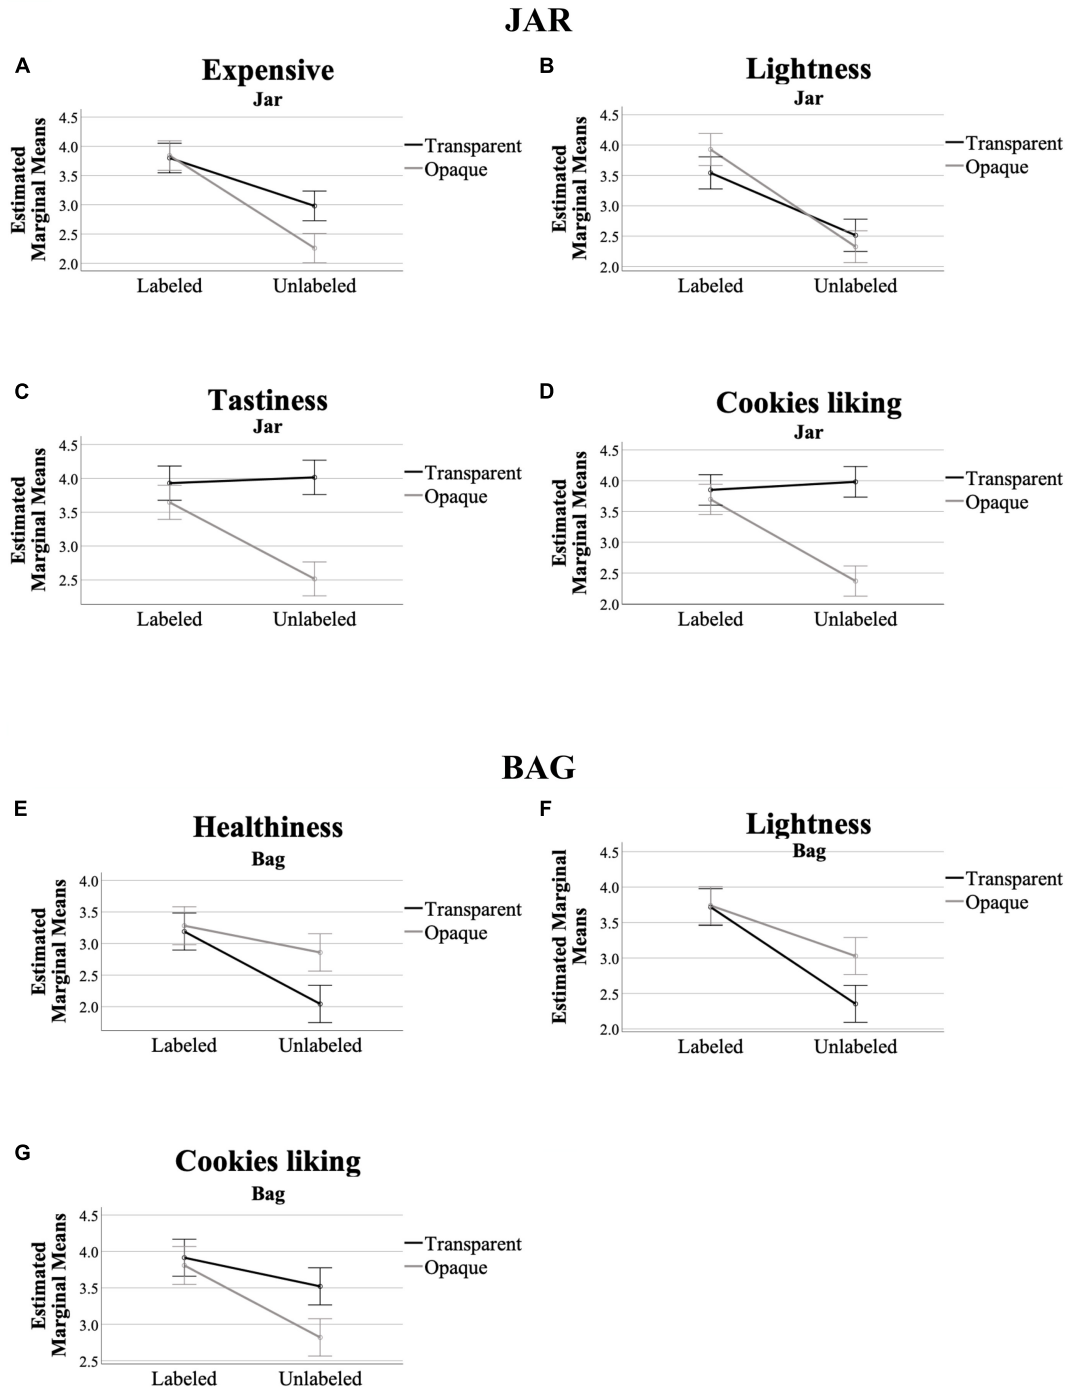 JAR
A
Expensive
Jar
Estimated
Marginal Means
4.5
4.0
3.5
3.0
2.5
2.0
Labeled
Unlabeled
Transparent
Opaque
B
Lightness
Jar
Estimated
Marginal Means
4.5
4.0
3.5
3.0
2.5
2.0
Labeled
Unlabeled
Transparent
Opaque
C
Tastiness
Jar
Estimated
Marginal Means
4.5
4.0
3.5
3.0
2.5
Labeled
Unlabeled
Transparent
Opaque
D
Cookies liking
Jar
Estimated
Marginal Means
4.5
4.0
3.5
3.0
2.5
2.0
Labeled
Unlabeled
Transparent
Opaque
BAG
E
Healthiness
Bag
Estimated
Marginal Means
4.0
3.5
3.0
2.5
2.0
Labeled
Unlabeled
Transparent
Opaque
F
Lightness
Bag
Estimated Marginal
Means
4.5
4.0
3.5
3.0
2.5
2.0
Labeled
Unlabeled
Transparent
Opaque
G
Cookies liking
Bag
Estimated
Marginal Means
4.5
4.0
3.5
3.0
2.5
Labeled
Unlabeled
Transparent
Opaque